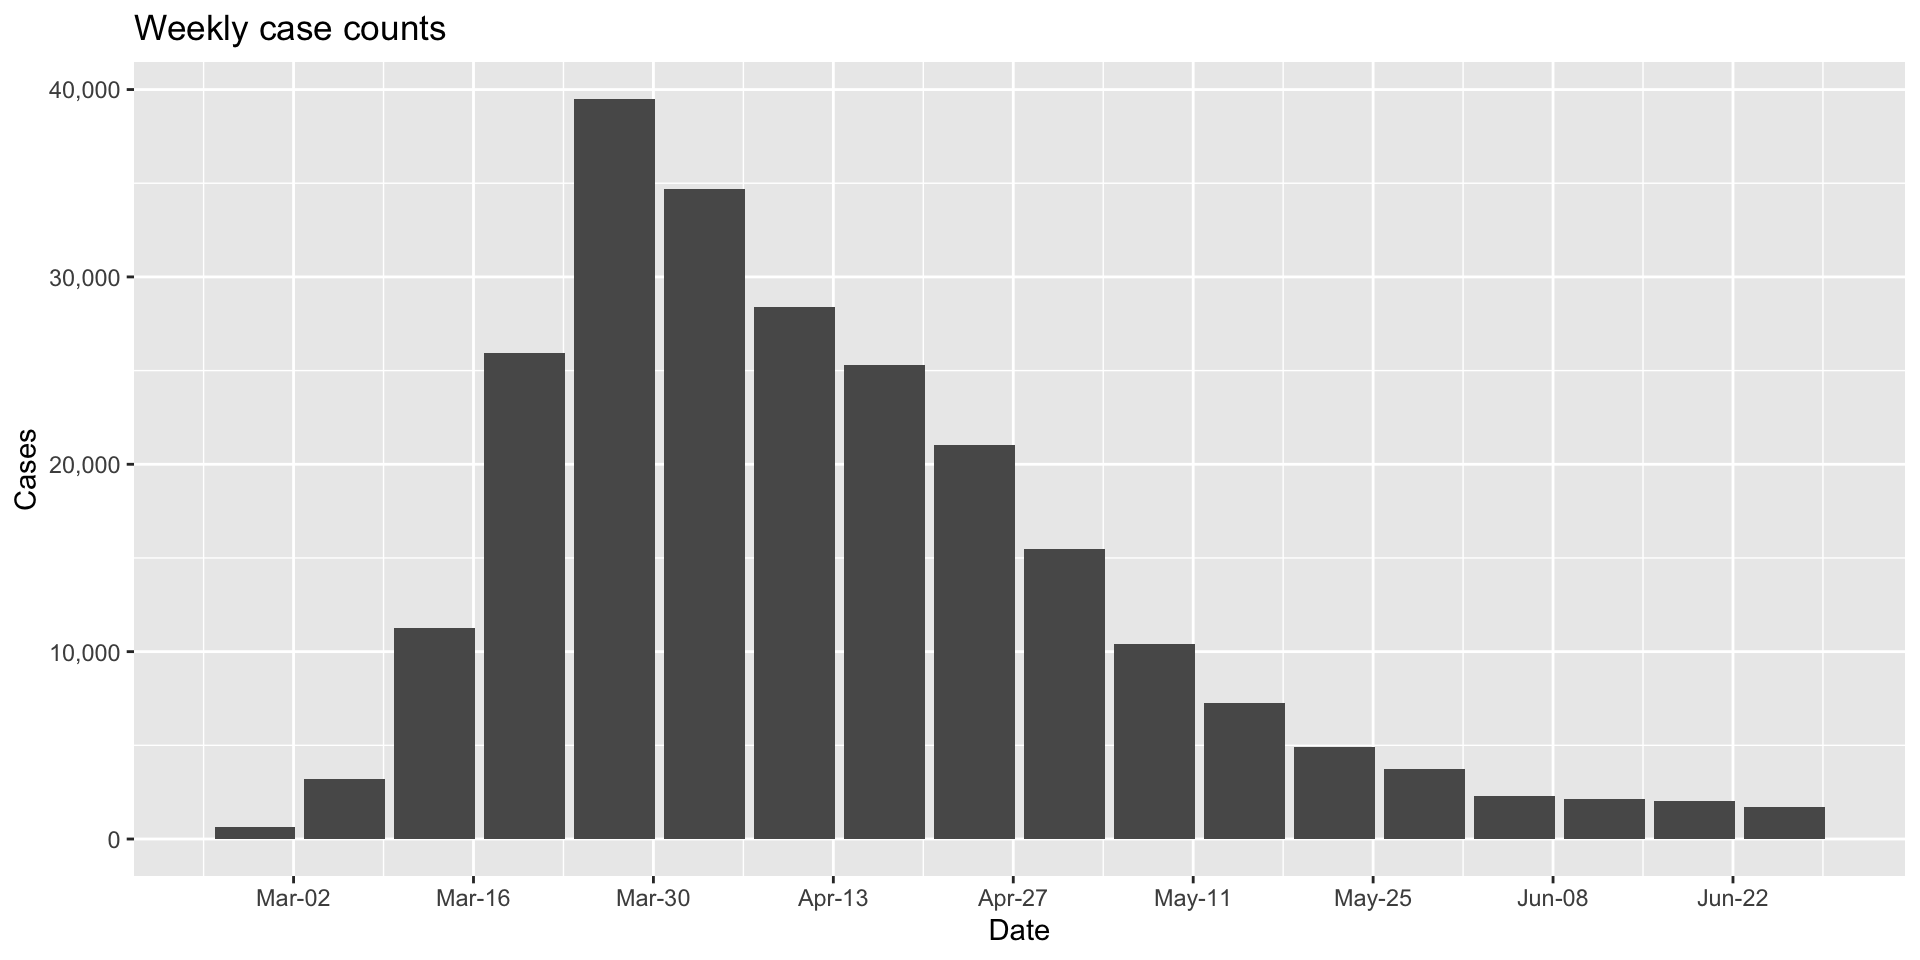 Weekly case counts
40,000
30,000
20,000
10,000
0
Cases
Mar-02 Mar-16 Mar-30 Apr-13 Apr-27 May-11 May-25 Jun-08 Jun-22
Date